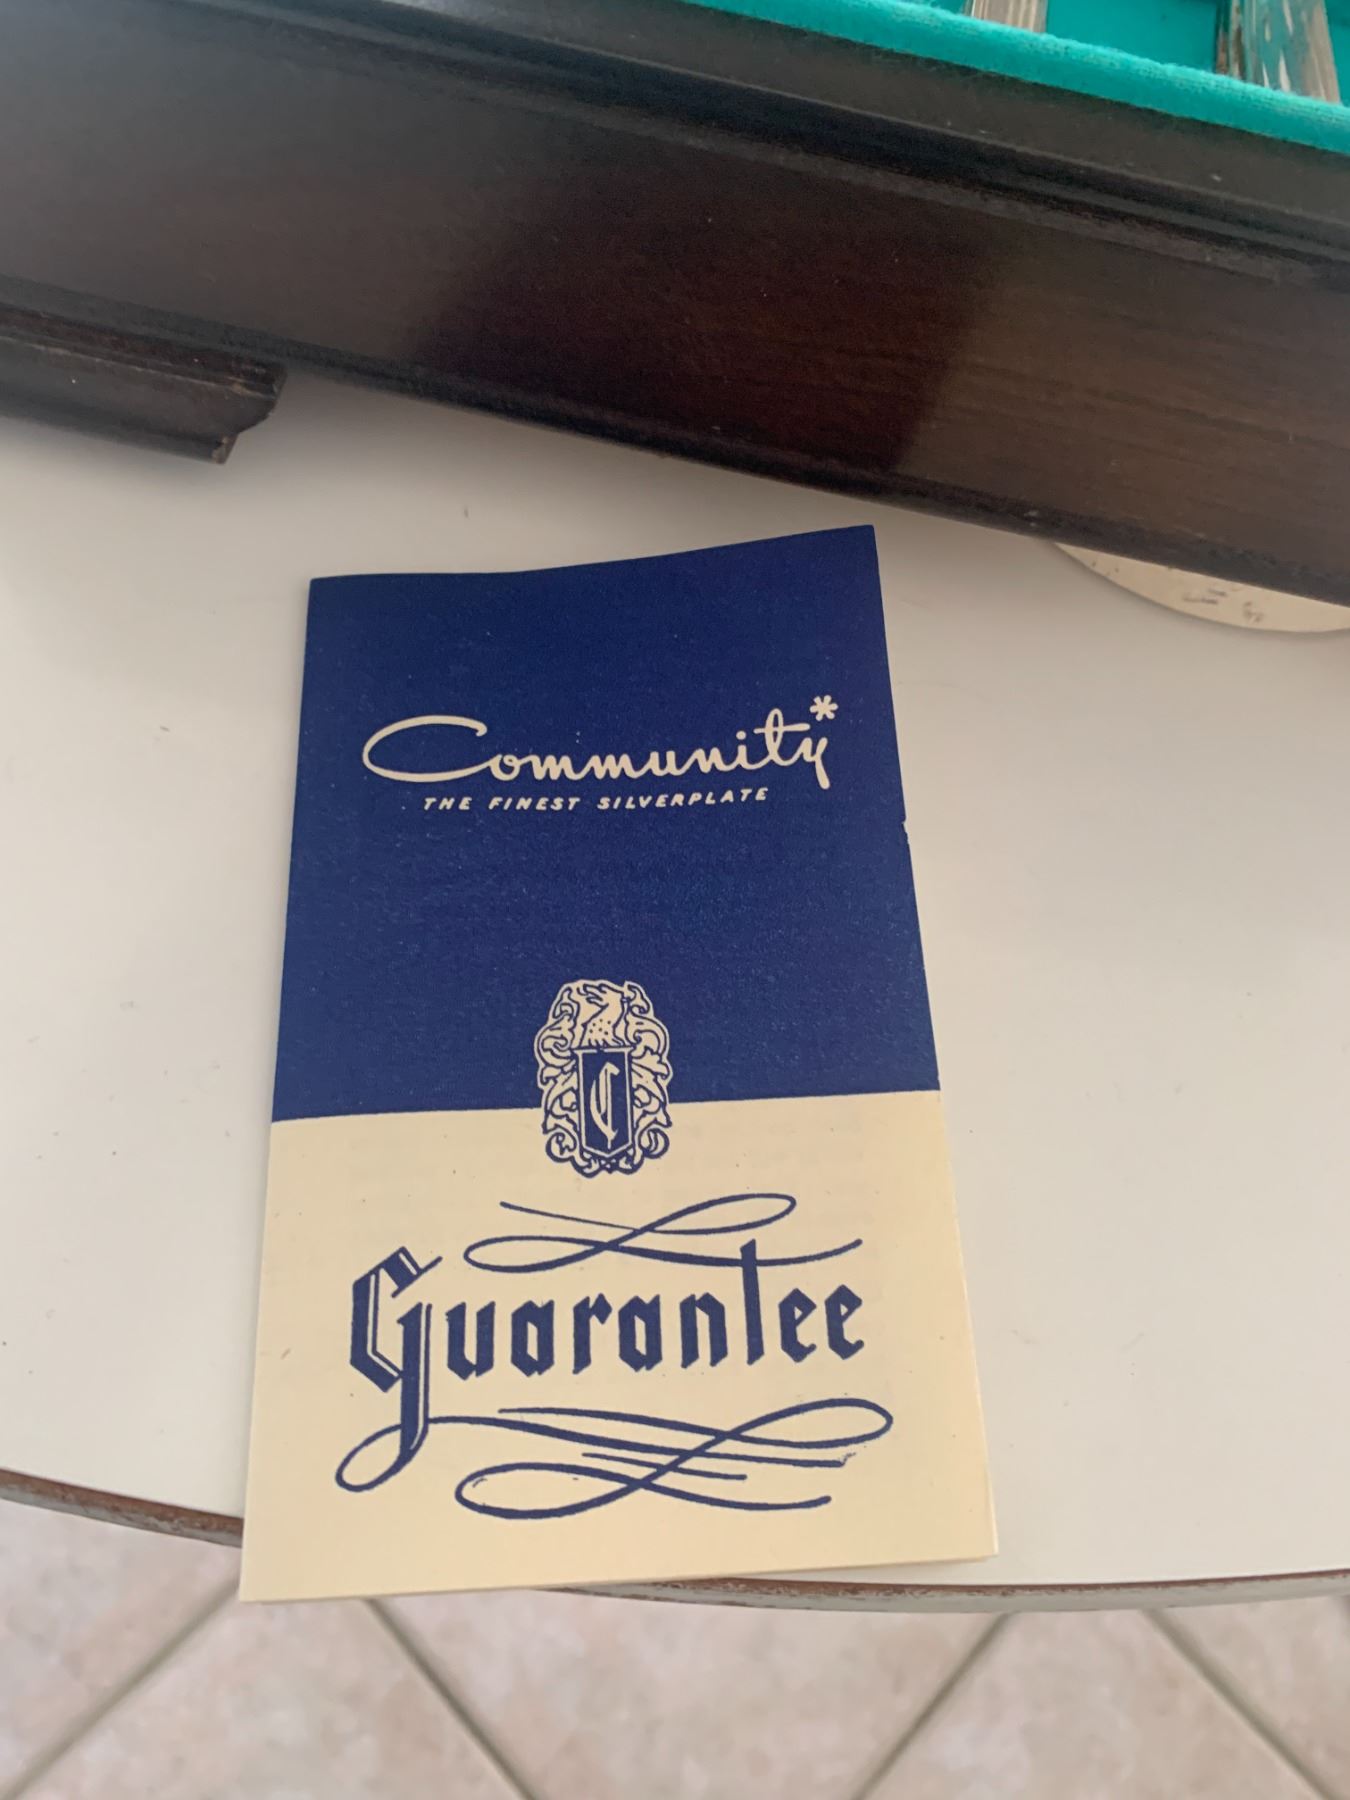 Community*
THE FINEST SILVERPLATE
C
Guarantee